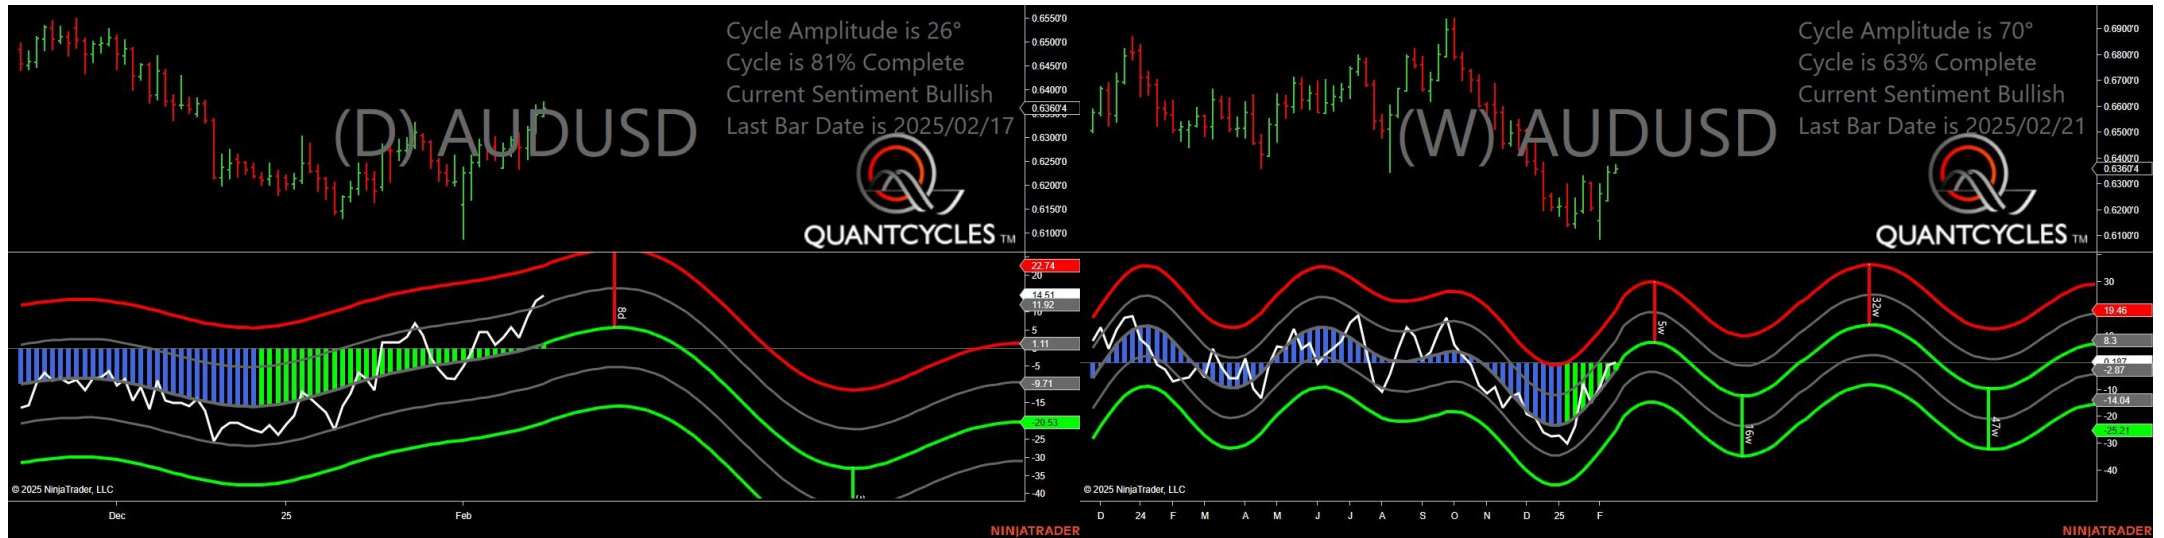 (D) AUDUSD
Cycle Amplitude is 26°
Cycle is 81% Complete
Current Sentiment Bullish
Last Bar Date is 2025/02/17
QUANTCYCLES TM
0.6550'0
0.6500'0
0.6450'0
0.6400'0
0.6360'4
0.6300'0
0.6250'0
0.6200'0
0.6150'0
0.6100'0
22.74
20
14.51
11.92
10
5
1.11
-5
-9.71
-15
-20.53
-25
-30
-35
-40
8d
© 2025 NinjaTrader, LLC
Dec
25
Feb
NINJATRADER
(W) AUDUSD
Cycle Amplitude is 70°
Cycle is 63% Complete
Current Sentiment Bullish
Last Bar Date is 2025/02/21
QUANTCYCLES TM
0.6900'0
0.6800'0
0.6700'0
0.6600'0
0.6500'0
0.6400'0
0.6360'4
0.6300'0
0.6200'0
0.6100'0
30
19.46
8.3
0.187
-2.87
-10
-14.04
-20
-25.21
-30
-40
5w
16w
32w
47w
© 2025 NinjaTrader, LLC
D 24 F M A M J J A S O N D 25 F
NINJATRADER